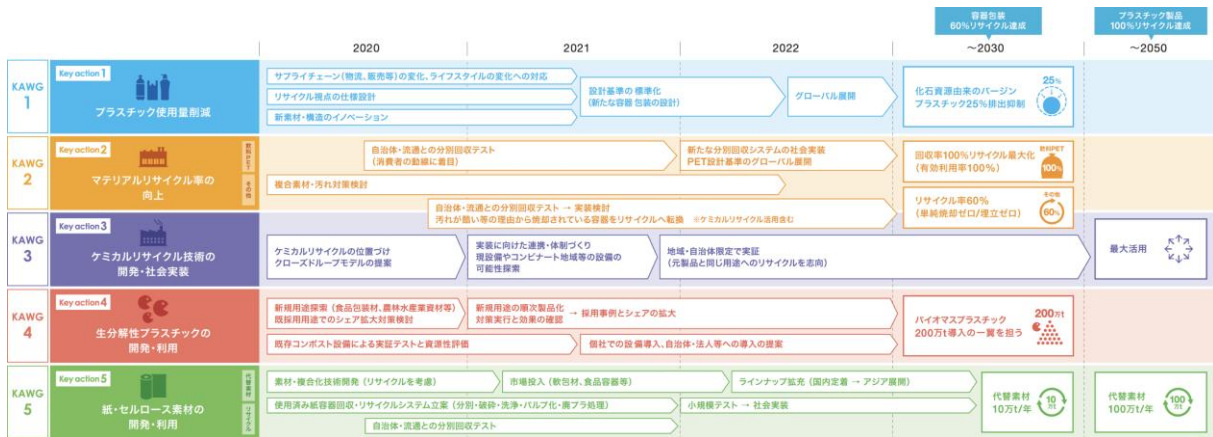 容器包装
60%リサイクル達成
プラスチック製品
100%リサイクル達成
2020
2021
2022
～2030
～2050
KAWG
1
Key action 1
プラスチック使用量削減
サプライチェーン(物流、販売等)の変化、ライフスタイルの変化への対応
リサイクル視点の仕様設計
新素材・構造のイノベーション
設計基準の標準化
(新たな容器包装の設計)
グローバル展開
化石資源由来のバージン
プラスチック25%排出抑制
25%
KAWG
2
Key action 2
マテリアルリサイクル率の
向上
飲料PET
その他
自治体・流通との分別回収テスト
(消費者の動線に着目)
新たな分別回収システムの社会実装
PET設計基準のグローバル展開
複合素材・汚れ対策検討
自治体・流通との分別回収テスト → 実装検討
汚れが酷い等の理由から焼却されている容器をリサイクルへ転換 ※ケミカルリサイクル活用含む
回収率100%リサイクル最大化
(有効利用率100%)
飲料PET
100%
リサイクル率60%
(単純焼却ゼロ/埋立ゼロ)
その他
60%
KAWG
3
Key action 3
ケミカルリサイクル技術の
開発・社会実装
ケミカルリサイクルの位置づけ
クローズドループモデルの提案
実装に向けた連携・体制づくり
現設備やコンビナート地域等の設備の
可能性探索
地域・自治体限定で実証
(元製品と同じ用途へのリサイクルを志向)
最大活用
KAWG
4
Key action 4
生分解性プラスチックの
開発・利用
新規用途探索(食品包装材、農林水産業資材等)
既採用用途でのシェア拡大対策検討
新規用途の順次製品化
対策実行と効果の確認
→ 採用事例とシェアの拡大
既存コンポスト設備による実証テストと資源性評価
個社での設備導入、自治体・法人等への導入の提案
バイオマスプラスチック
200万t導入の一翼を担う
200万t
KAWG
5
Key action 5
紙・セルロース素材の
開発・利用
代替素材
リサイクル
素材・複合化技術開発(リサイクルを考慮)
市場投入(軟包材、食品容器等)
ラインナップ拡充(国内定着 → アジア展開)
使用済み紙容器回収・リサイクルシステム立案(分別・破砕・洗浄・パルプ化・廃プラ処理)
小規模テスト → 社会実装
自治体・流通との分別回収テスト
代替素材
10万t/年
10万t
代替素材
100万t/年
100万t